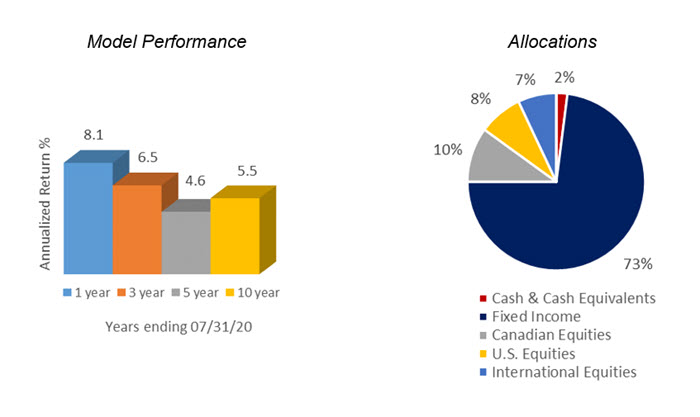 Model Performance
Annualized Return %
8.1
6.5
4.6
5.5
1 year 3 year 5 year 10 year
Years ending 07/31/20
Allocations
2%
7%
8%
10%
73%
Cash & Cash Equivalents
Fixed Income
Canadian Equities
U.S. Equities
International Equities